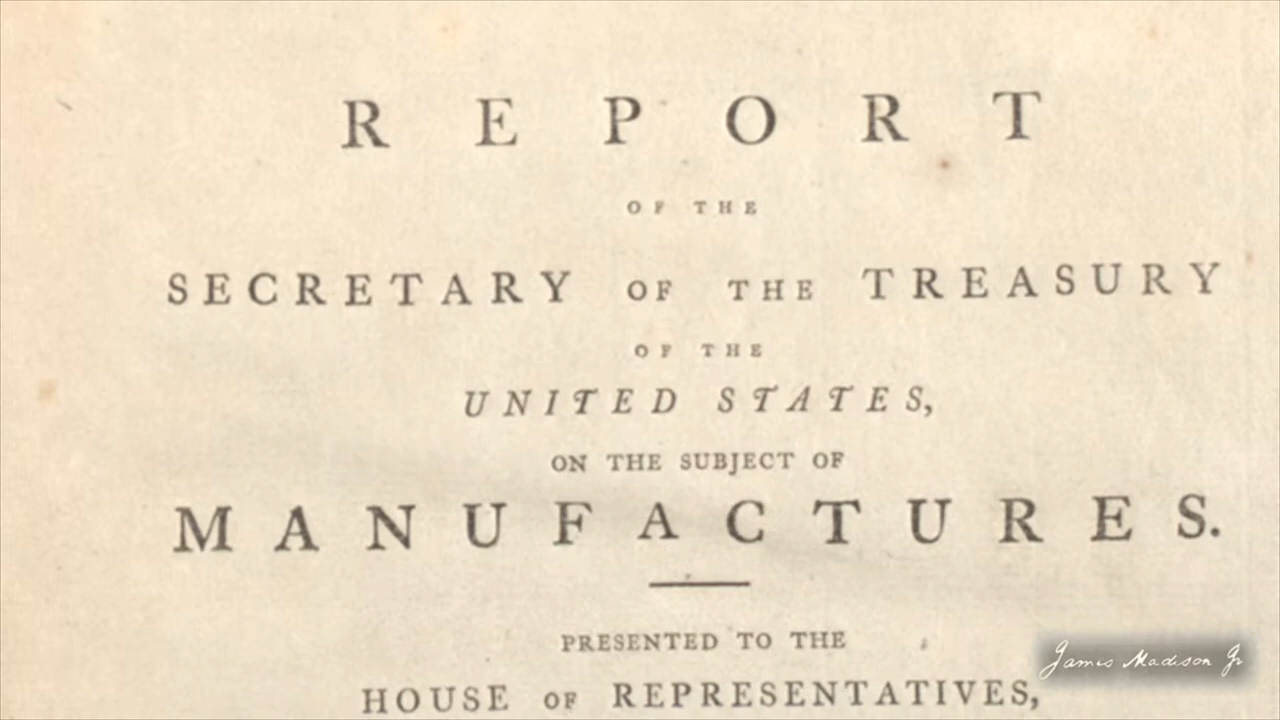 REPORT
OF THE
SECRETARY OF THE TREASURY
OF THE
UNITED STATES,
ON THE SUBJECT OF
MANUFACTURES.
PRESENTED TO THE
HOUSE OF REPRESENTATIVES,
James Madison Jr